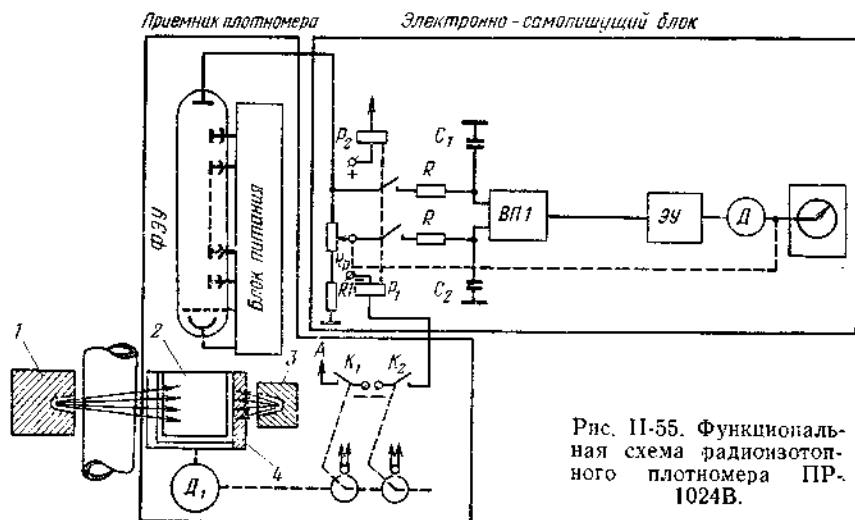 Приемник плотномера
Электронно-самопишущий блок
P₂
+
C₁
R
R
ВП1
ЭУ
Д
ФЭУ
Блок питания
Rр
R1
P₁
C₂
1
2
3
4
A
K₁
K₂
Д₁
Рис. II-55. Функциональ-
ная схема радиоизотоп-
ного плотномера ПР-
1024В.